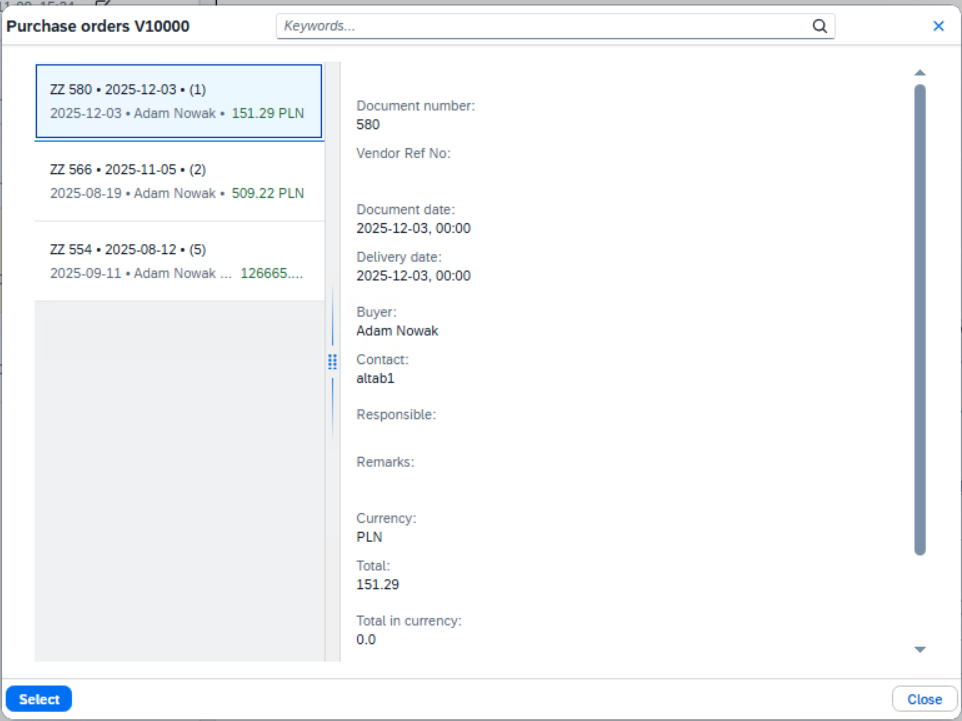 Purchase orders V10000
Keywords...
ZZ 580 • 2025-12-03 • (1)
2025-12-03 • Adam Nowak • 151.29 PLN
ZZ 566 • 2025-11-05 • (2)
2025-08-19 • Adam Nowak • 509.22 PLN
ZZ 554 • 2025-08-12 • (5)
2025-09-11 • Adam Nowak ... 126665....
Document number:
580
Vendor Ref No:
Document date:
2025-12-03, 00:00
Delivery date:
2025-12-03, 00:00
Buyer:
Adam Nowak
Contact:
altab1
Responsible:
Remarks:
Currency:
PLN
Total:
151.29
Total in currency:
0.0
Select
Close